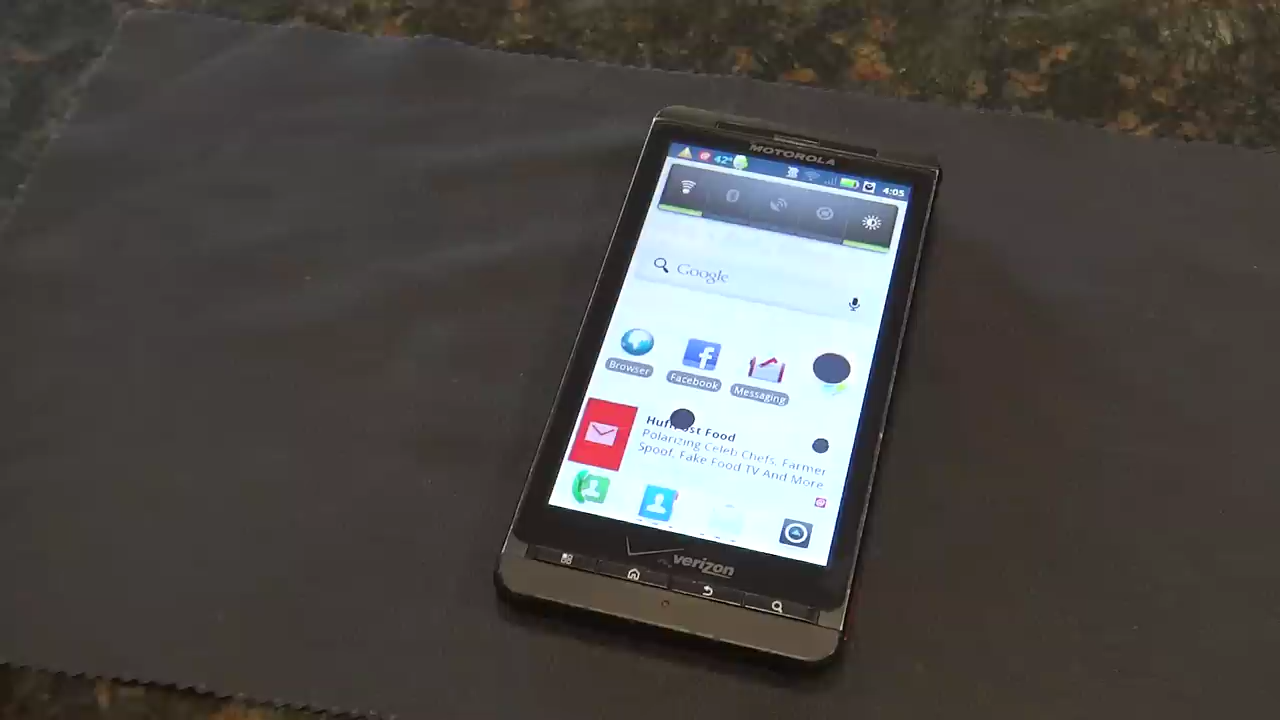 MOTOROLA
42°
4:05
Google
Browser
Facebook
Messaging
Food
Polarizing Celeb Chefs, Farmer
Spoof, Fake Food TV And More
verizon